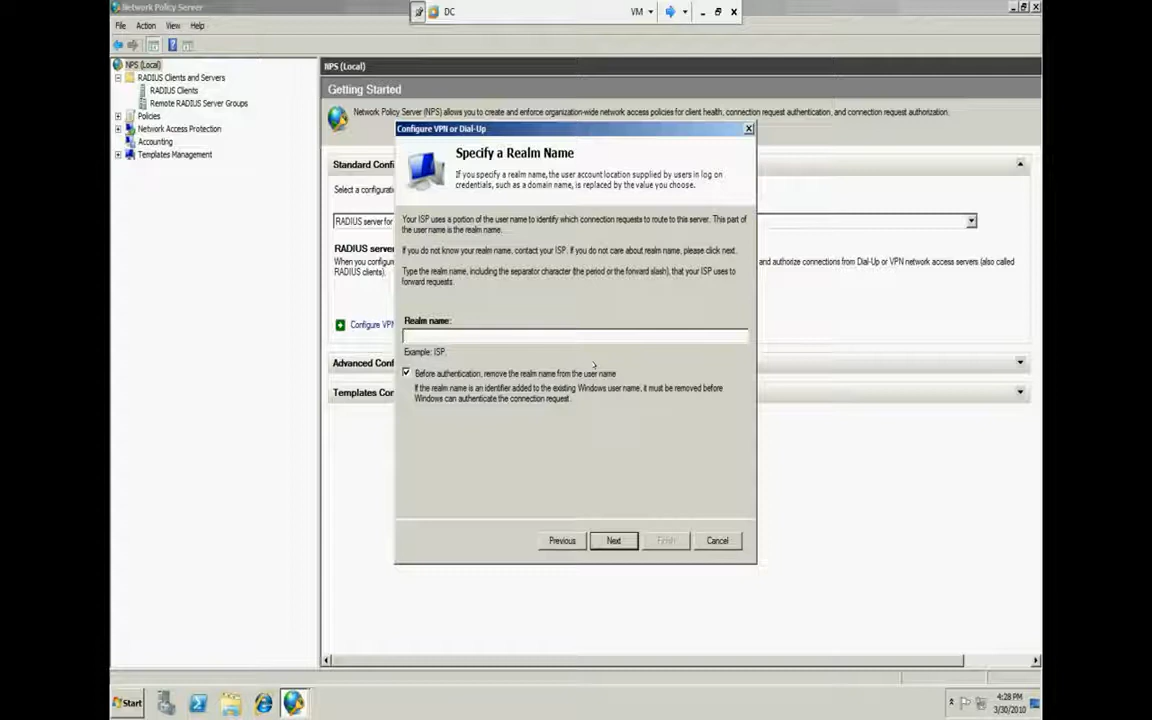 Network Policy Server
DC
VM
File Action View Help
NPS (Local)
RADIUS Clients and Servers
RADIUS Clients
Remote RADIUS Server Groups
Policies
Network Access Protection
Accounting
Templates Management
NPS (Local)
Getting Started
Network Policy Server (NPS) allows you to create and enforce organization-wide network access policies for client health, connection request authentication, and connection request authorization.
Standard Confi
Select a configurati
RADIUS server for
RADIUS server
When you configur
and authorize connections from Dial-Up or VPN network access servers (also called
RADIUS clients).
Configure VPN
Advanced Conf
Templates Con
Configure VPN or Dial-Up
Specify a Realm Name
If you specify a realm name, the user account location supplied by users in log on
credentials, such as a domain name, is replaced by the value you choose.
Your ISP uses a portion of the user name to identify which connection requests to route to this server. This part of
the user name is the realm name.
If you do not know your realm name, contact your ISP. If you do not care about realm name, please click next.
Type the realm name, including the separator character (the period or the forward slash), that your ISP uses to
forward requests.
Realm name:
Example: ISP.
Before authentication, remove the realm name from the user name
If the realm name is an identifier added to the existing Windows user name, it must be removed before
Windows can authenticate the connection request.
Previous Next Finish Cancel
Start
4:28 PM
3/30/2010